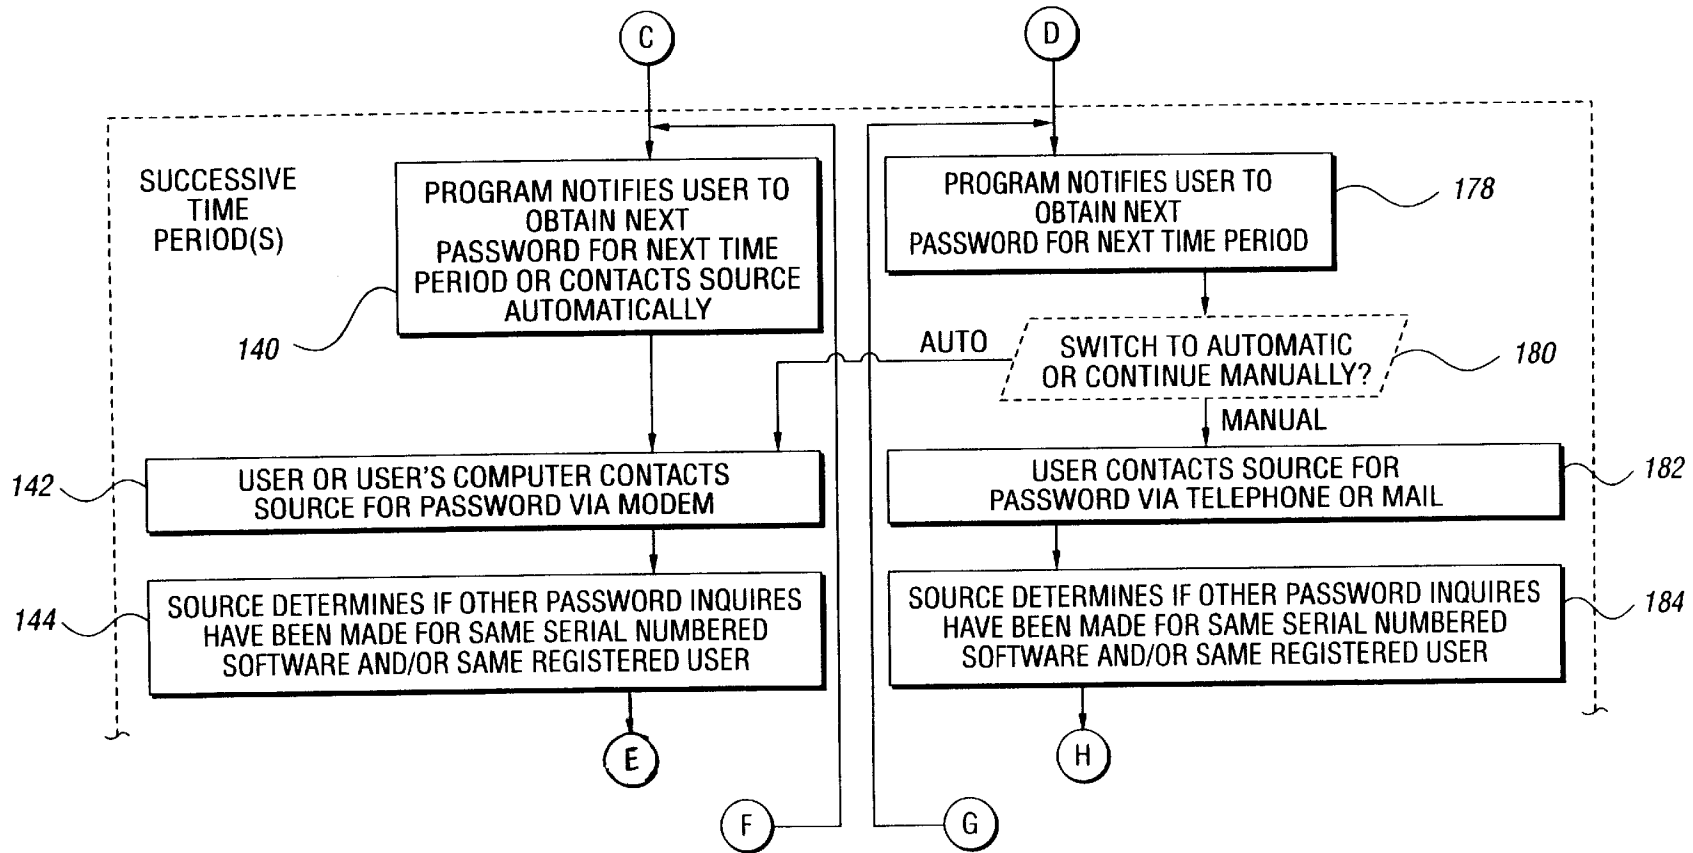 C
D
SUCCESSIVE
TIME
PERIOD(S)
PROGRAM NOTIFIES USER TO
OBTAIN NEXT
PASSWORD FOR NEXT TIME
PERIOD OR CONTACTS SOURCE
AUTOMATICALLY
140
PROGRAM NOTIFIES USER TO
OBTAIN NEXT
PASSWORD FOR NEXT TIME PERIOD
178
AUTO
SWITCH TO AUTOMATIC
OR CONTINUE MANUALLY?
180
MANUAL
142
USER OR USER'S COMPUTER CONTACTS
SOURCE FOR PASSWORD VIA MODEM
USER CONTACTS SOURCE FOR
PASSWORD VIA TELEPHONE OR MAIL
182
144
SOURCE DETERMINES IF OTHER PASSWORD INQUIRES
HAVE BEEN MADE FOR SAME SERIAL NUMBERED
SOFTWARE AND/OR SAME REGISTERED USER
SOURCE DETERMINES IF OTHER PASSWORD INQUIRES
HAVE BEEN MADE FOR SAME SERIAL NUMBERED
SOFTWARE AND/OR SAME REGISTERED USER
184
E
H
F
G